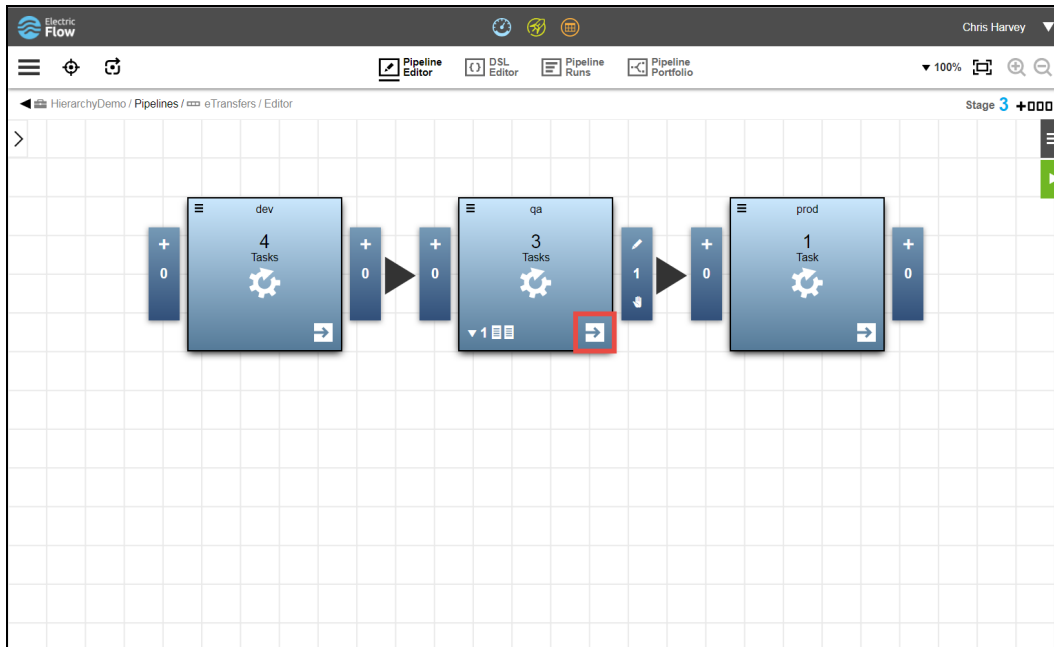 Electric
Flow
Chris Harvey
Pipeline
Editor
DSL
Editor
Pipeline
Runs
Pipeline
Portfolio
100%
HierarchyDemo / Pipelines / eTransfers / Editor
Stage 3
dev
4
Tasks
0
0
qa
3
Tasks
0
1
1
prod
1
Task
0
0